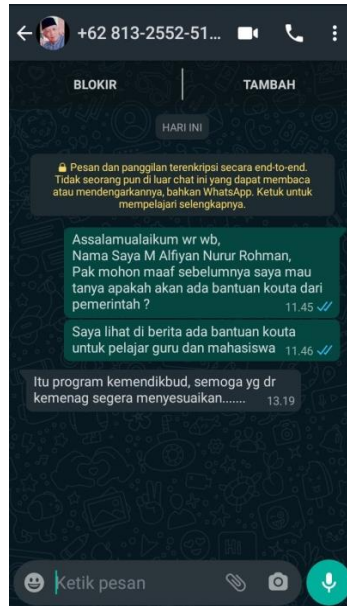 +62 813-2552-51...
BLOKIR
TAMBAH
HARI INI
Pesan dan panggilan terenkripsi secara end-to-end.
Tidak seorang pun di luar chat ini yang dapat membaca
atau mendengarkannya, bahkan WhatsApp. Ketuk untuk
mempelajari selengkapnya.
Assalamualaikum wr wb,
Nama Saya M Alfiyan Nurur Rohman,
Pak mohon maaf sebelumnya saya mau
tanya apakah akan ada bantuan kouta dari
pemerintah ?
11.45
Saya lihat di berita ada bantuan kouta
untuk pelajar guru dan mahasiswa 11.46
Itu program kemendikbud, semoga yg dr
kemenag segera menyesuaikan....... 13.19
Ketik pesan